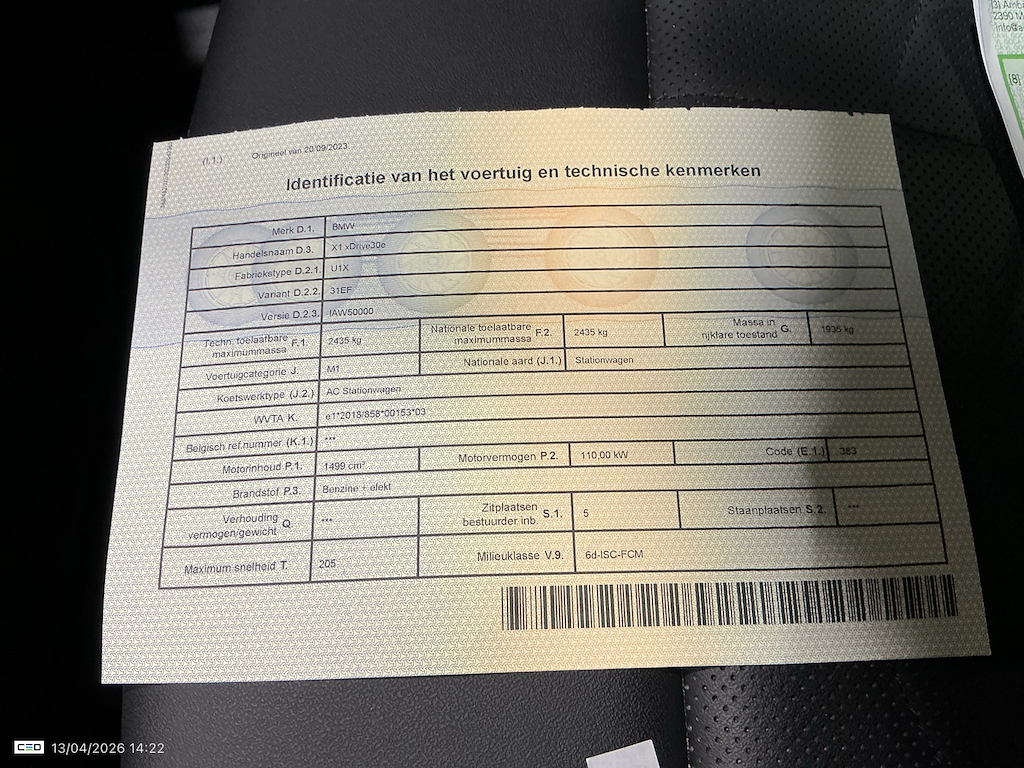 (I.1.) Origineel van 20/09/2023
Identificatie van het voertuig en technische kenmerken
Merk D.1. BMW
Handelsnaam D.3. X1 xDrive30e
Fabriekstype D.2.1. U1X
Variant D.2.2. 31EF
Versie D.2.3. IAW50000
Techn. toelaatbare maximummassa F.1. 2435 kg Nationale toelaatbare maximummassa F.2. 2435 kg Massa in rijklare toestand G. 1935 kg
Voertuigcategorie J. M1 Nationale aard (J.1.) Stationwagen
Koetswerktype (J.2.) AC Stationwagen
WVTA K. e1*2018/858*00153*03
Belgisch ref.nummer (K.1.) ***
Motorinhoud P.1. 1499 cm³ Motorvermogen P.2. 110,00 kW Code (E.1.) 383
Brandstof P.3. Benzine + elekt
Verhouding vermogen/gewicht Q. *** Zitplaatsen bestuurder inb. S.1. 5 Staanplaatsen S.2. ***
Maximum snelheid T. 205 Milieuklasse V.9. 6d-ISC-FCM
[8]
CEO 13/04/2026 14:22